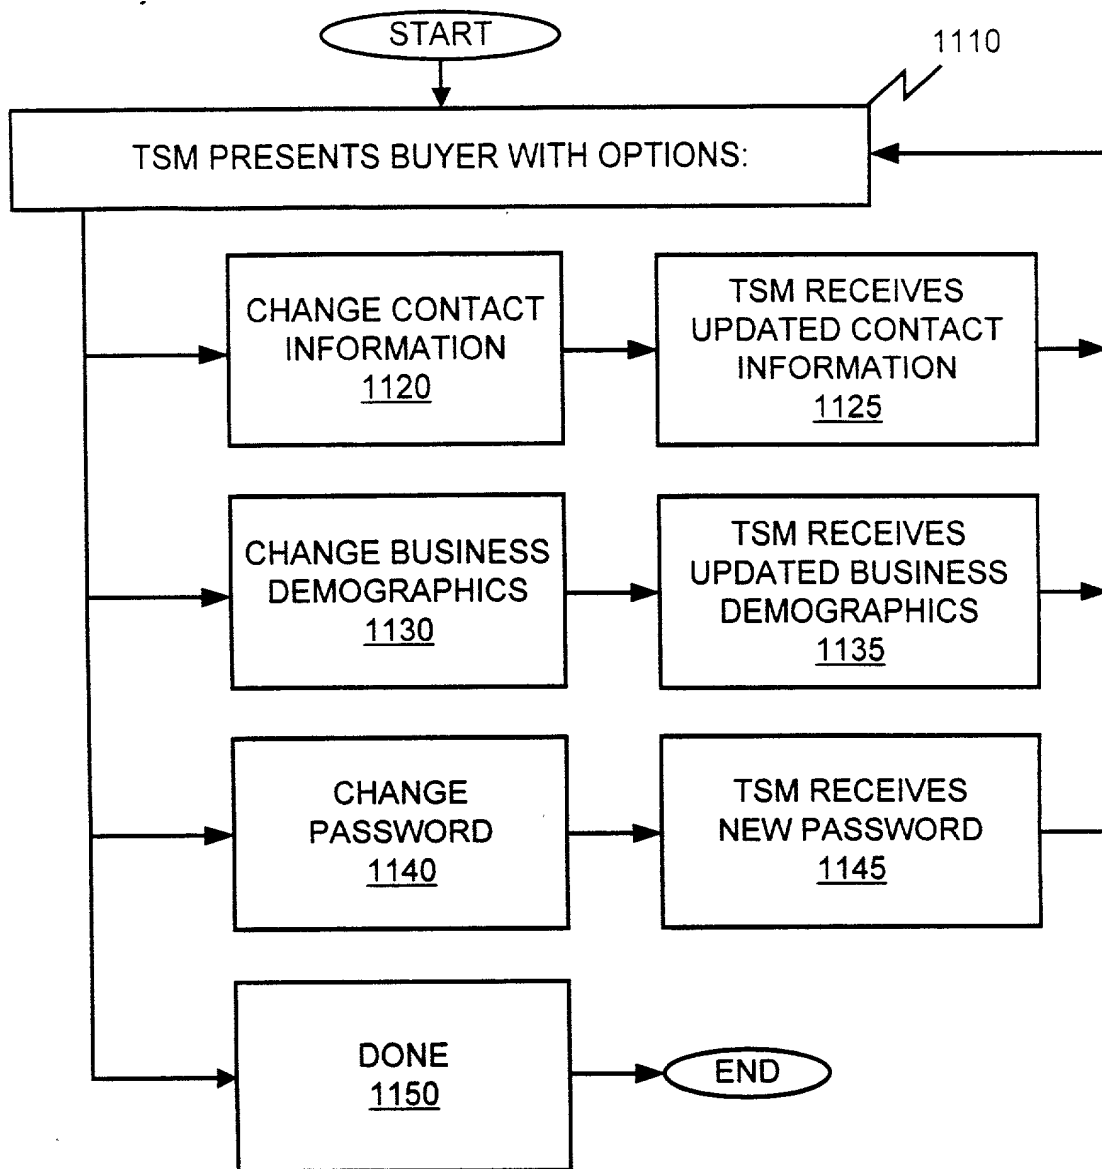 START
1110
TSM PRESENTS BUYER WITH OPTIONS:
CHANGE CONTACT
INFORMATION
1120
TSM RECEIVES
UPDATED CONTACT
INFORMATION
1125
CHANGE BUSINESS
DEMOGRAPHICS
1130
TSM RECEIVES
UPDATED BUSINESS
DEMOGRAPHICS
1135
CHANGE
PASSWORD
1140
TSM RECEIVES
NEW PASSWORD
1145
DONE
1150
END